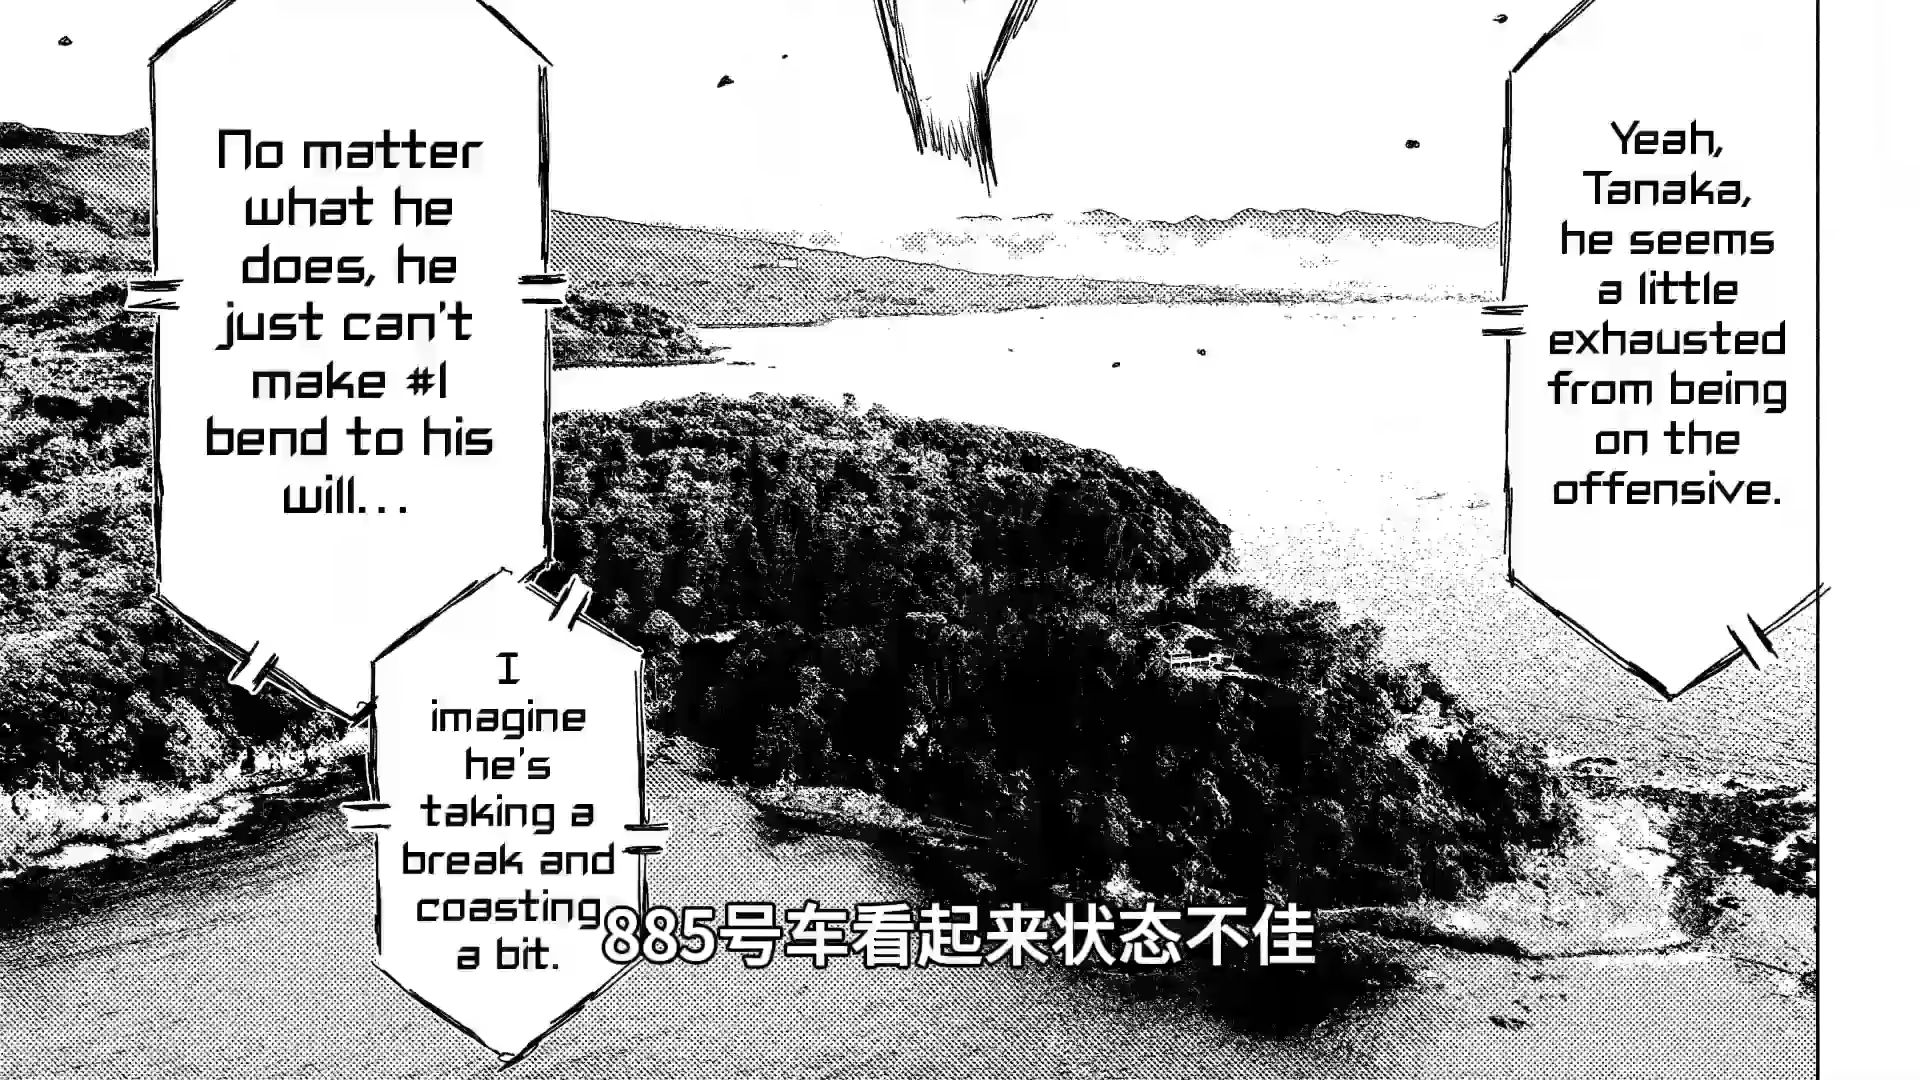 Yeah,
Tanaka,
he seems
a little
exhausted
from being
on the
offensive.
No matter
what he
does, he
just can't
make #1
bend to his
will...
I
imagine
he's
taking a
break and
coasting
a bit.
885号车看起来状态不佳